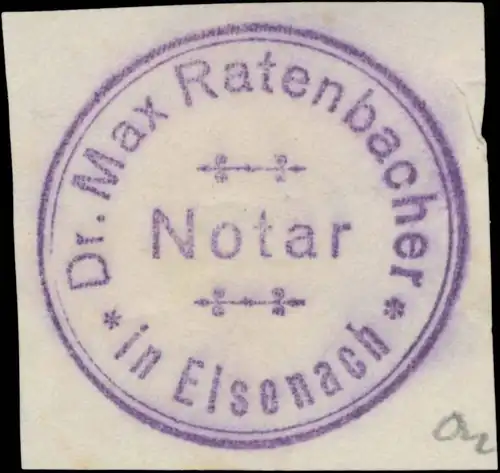 Dr. Max Ratenbacher
Notar
* in Eisenach *